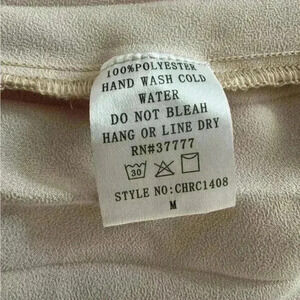 100%POLYESTER
HAND WASH COLD
WATER
DO NOT BLEAH
HANG OR LINE DRY
RN#37777
30
STYLE NO:CHRC1408
M